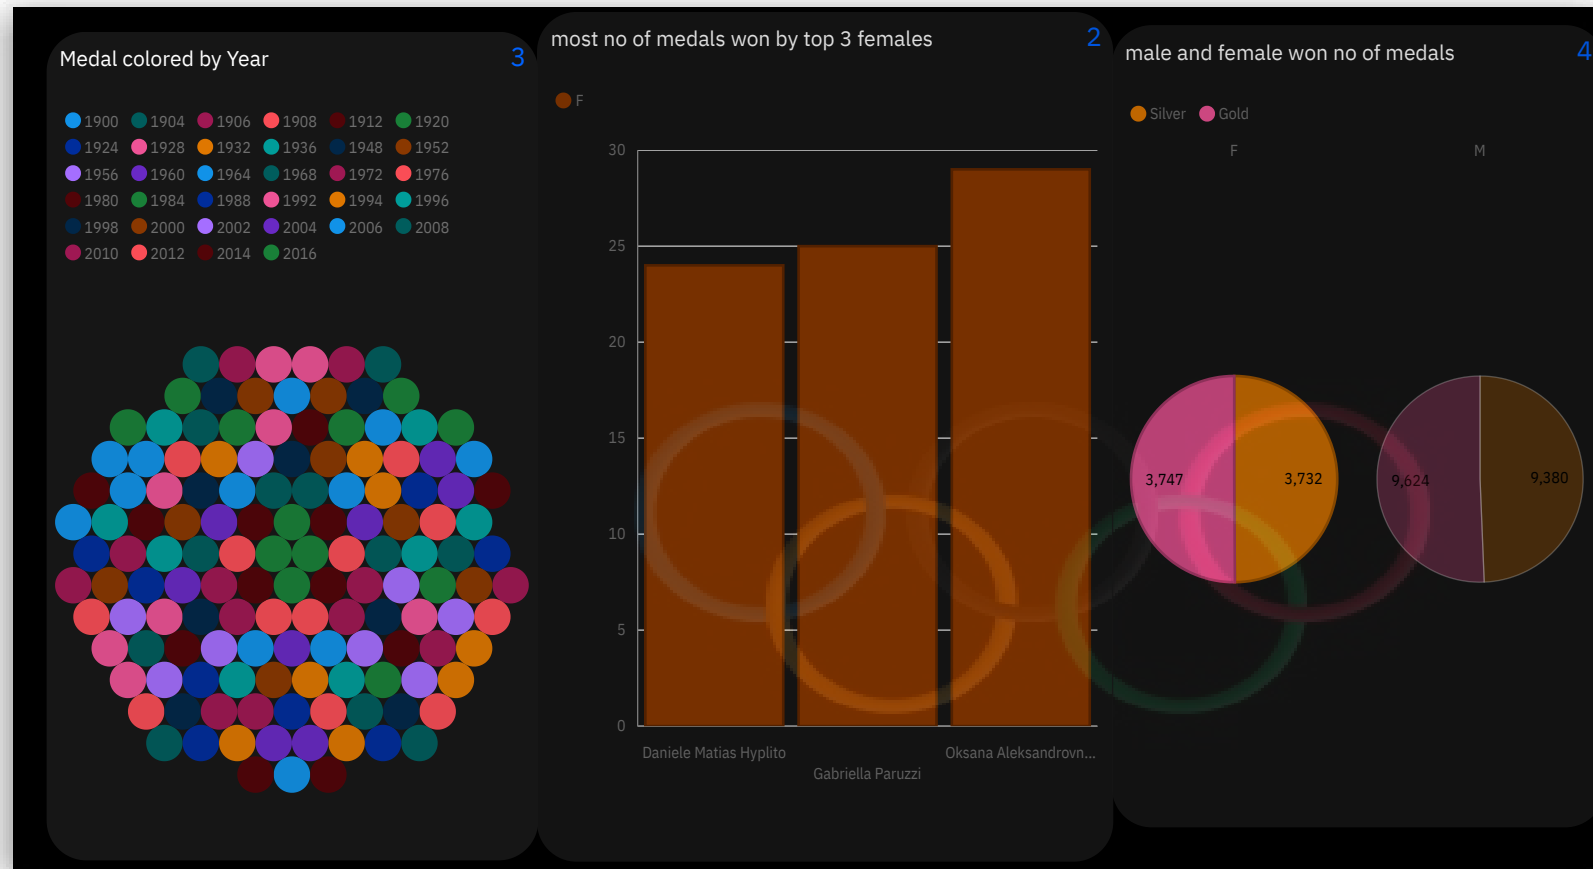 Medal colored by Year
3
1900 1904 1906 1908 1912 1920
1924 1928 1932 1936 1948 1952
1956 1960 1964 1968 1972 1976
1980 1984 1988 1992 1994 1996
1998 2000 2002 2004 2006 2008
2010 2012 2014 2016
most no of medals won by top 3 females
2
F
30
25
20
15
10
5
0
Daniele Matias Hyplito
Gabriella Paruzzi
Oksana Aleksandrovn...
male and female won no of medals
4
Silver Gold
F M
3,747 3,732 9,624 9,380